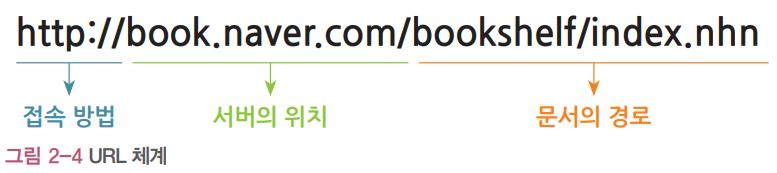 http://book.naver.com/bookshelf/index.nhn
접속 방법 서버의 위치 문서의 경로
그림 2-4 URL 체계